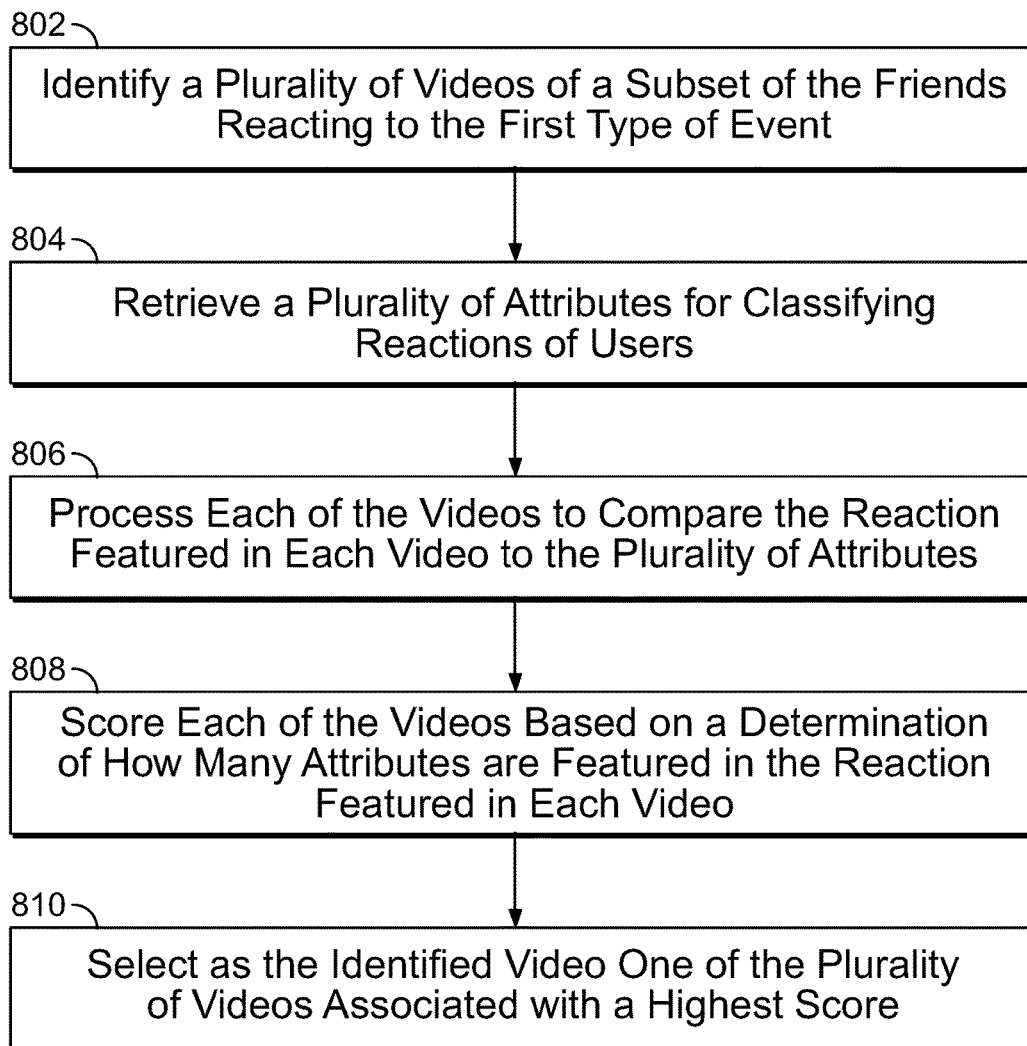 802
Identify a Plurality of Videos of a Subset of the Friends
Reacting to the First Type of Event
804
Retrieve a Plurality of Attributes for Classifying
Reactions of Users
806
Process Each of the Videos to Compare the Reaction
Featured in Each Video to the Plurality of Attributes
808
Score Each of the Videos Based on a Determination
of How Many Attributes are Featured in the Reaction
Featured in Each Video
810
Select as the Identified Video One of the Plurality
of Videos Associated with a Highest Score